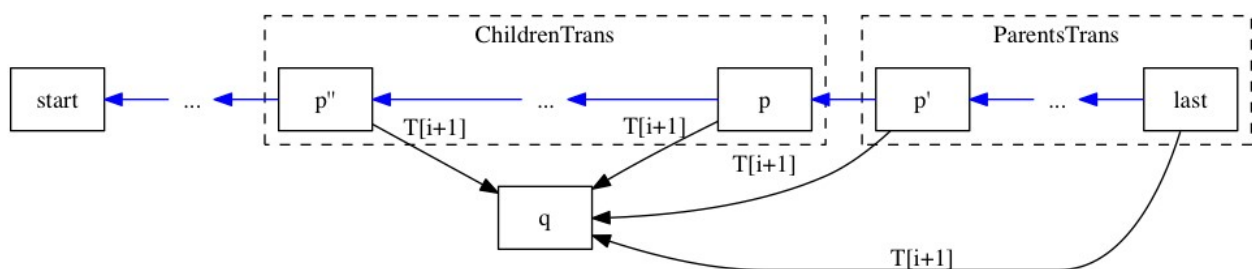 ChildrenTrans
ParentsTrans
start
...
p"
...
p
p'
...
last
T[i+1]
T[i+1]
T[i+1]
q
T[i+1]